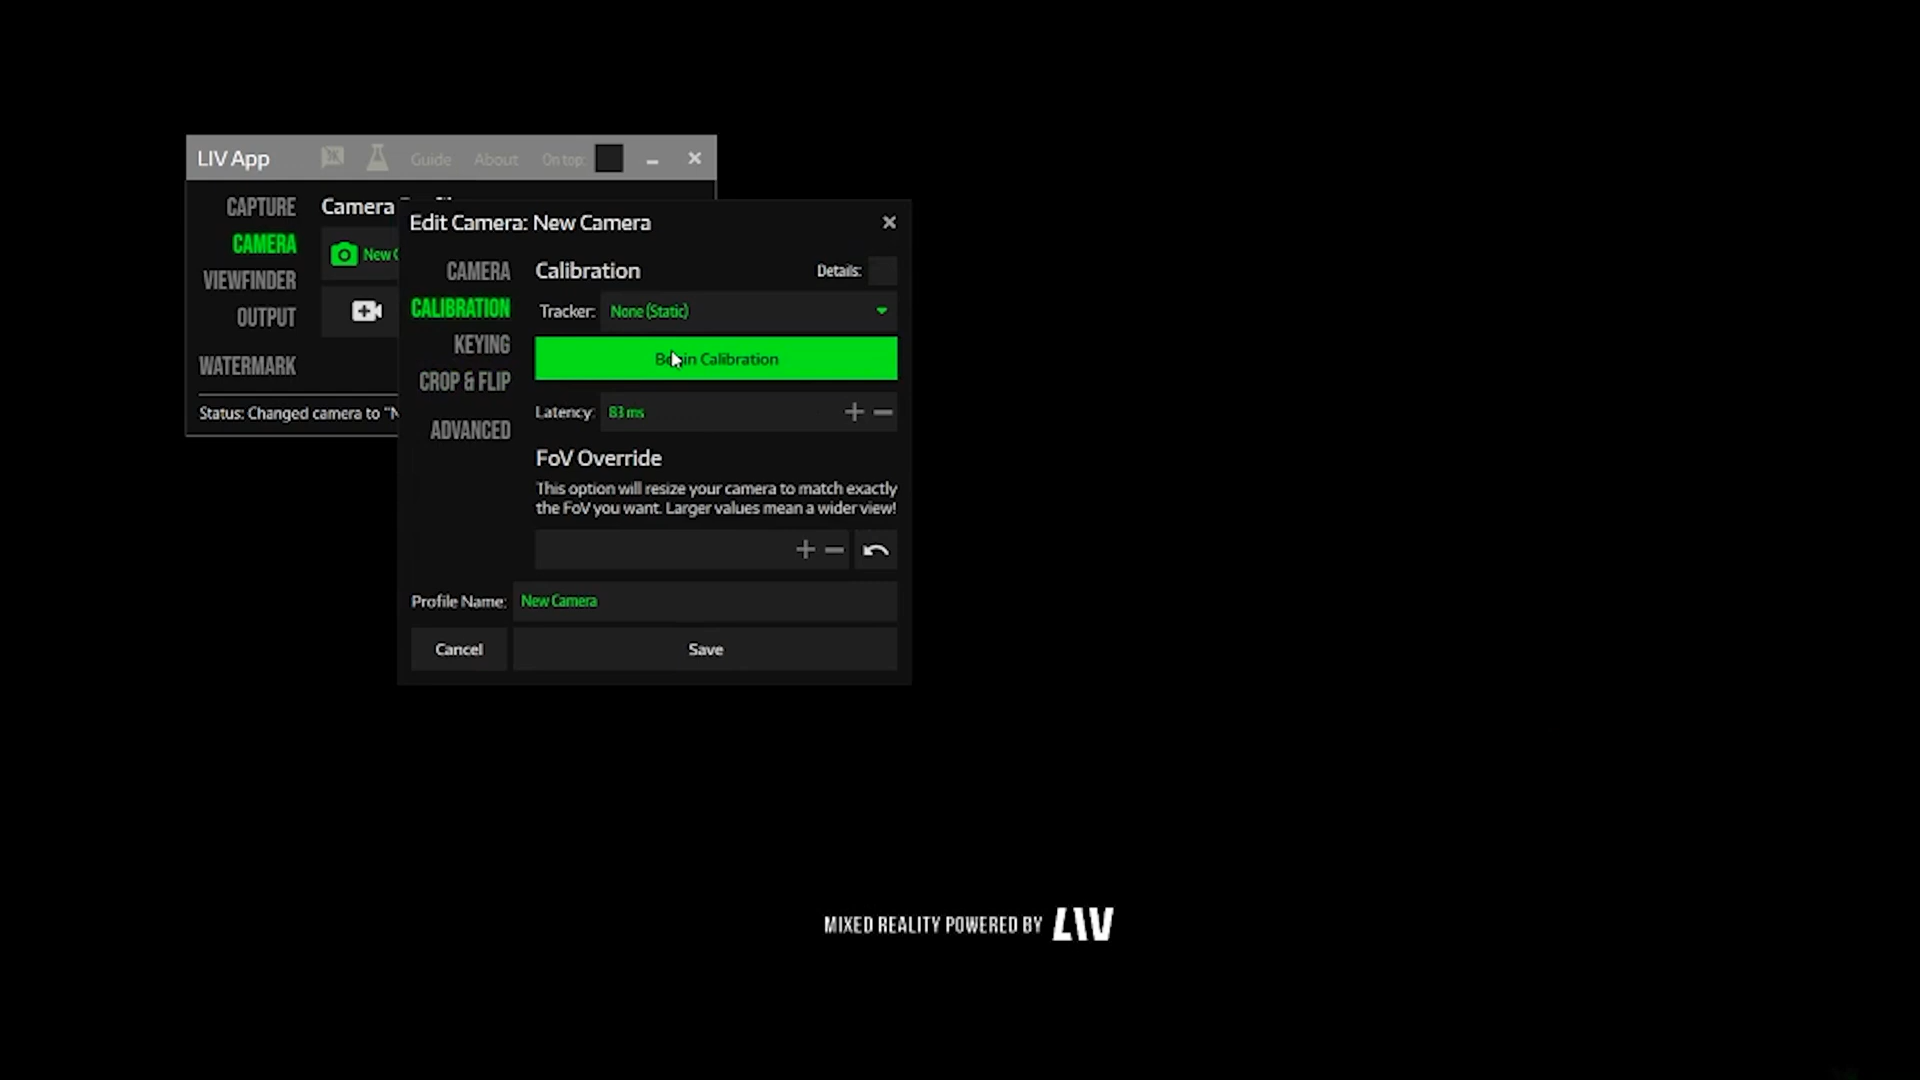 LIV App Guide About On top:
CAPTURE
CAMERA
VIEWFINDER
OUTPUT
WATERMARK
Camera
New
Status: Changed camera to "N
Edit Camera: New Camera
CAMERA
CALIBRATION
KEYING
CROP & FLIP
ADVANCED
Calibration Details:
Tracker: None (Static)
Begin Calibration
Latency: 83 ms
FoV Override
This option will resize your camera to match exactly
the FoV you want. Larger values mean a wider view!
Profile Name: New Camera
Cancel Save
MIXED REALITY POWERED BY LIV